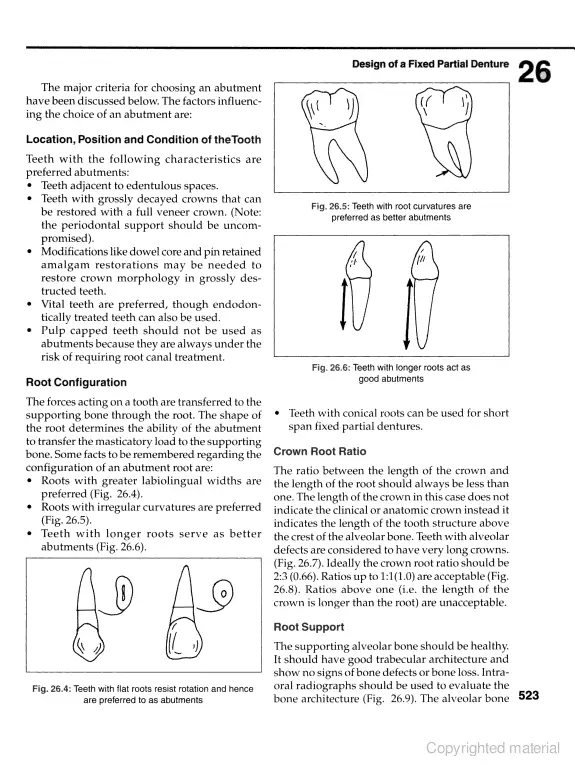 Design of a Fixed Partial Denture 26
The major criteria for choosing an abutment
have been discussed below. The factors influenc-
ing the choice of an abutment are:
Location, Position and Condition of theTooth
Teeth with the following characteristics are
preferred abutments:
• Teeth adjacent to edentulous spaces.
• Teeth with grossly decayed crowns that can
be restored with a full veneer crown. (Note:
the periodontal support should be uncom-
promised).
• Modifications like dowel core and pin retained
amalgam restorations may be needed to
restore crown morphology in grossly des-
tructed teeth.
• Vital teeth are preferred, though endodon-
tically treated teeth can also be used.
• Pulp capped teeth should not be used as
abutments because they are always under the
risk of requiring root canal treatment.
Root Configuration
The forces acting on a tooth are transferred to the
supporting bone through the root. The shape of
the root determines the ability of the abutment
to transfer the masticatory load to the supporting
bone. Some facts to be remembered regarding the
configuration of an abutment root are:
• Roots with greater labiolingual widths are
preferred (Fig. 26.4).
• Roots with irregular curvatures are preferred
(Fig. 26.5).
• Teeth with longer roots serve as better
abutments (Fig. 26.6).
Fig. 26.4: Teeth with flat roots resist rotation and hence
are preferred to as abutments
Fig. 26.5: Teeth with root curvatures are
preferred as better abutments
Fig. 26.6: Teeth with longer roots act as
good abutments
• Teeth with conical roots can be used for short
span fixed partial dentures.
Crown Root Ratio
The ratio between the length of the crown and
the length of the root should always be less than
one. The length of the crown in this case does not
indicate the clinical or anatomic crown instead it
indicates the length of the tooth structure above
the crest of the alveolar bone. Teeth with alveolar
defects are considered to have very long crowns.
(Fig. 26.7). Ideally the crown root ratio should be
2:3 (0.66). Ratios up to 1:1(1.0) are acceptable (Fig.
26.8). Ratios above one (i.e. the length of the
crown is longer than the root) are unacceptable.
Root Support
The supporting alveolar bone should be healthy.
It should have good trabecular architecture and
show no signs of bone defects or bone loss. Intra-
oral radiographs should be used to evaluate the
bone architecture (Fig. 26.9). The alveolar bone
523
Copyrighted material